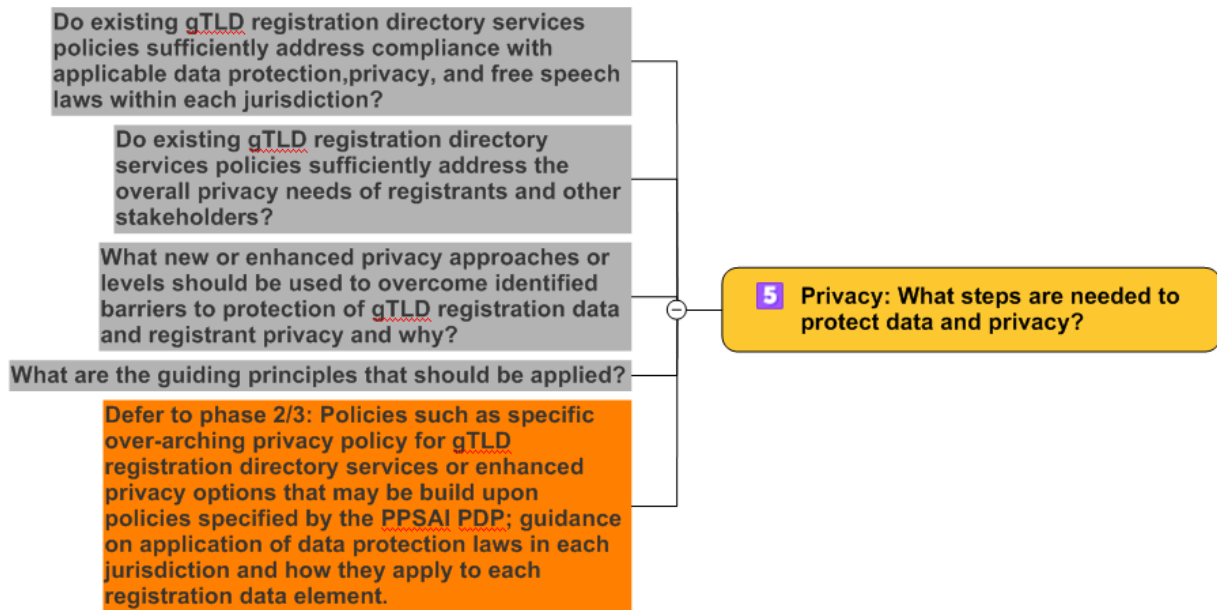 Do existing gTLD registration directory services
policies sufficiently address compliance with
applicable data protection,privacy, and free speech
laws within each jurisdiction?
Do existing gTLD registration directory
services policies sufficiently address the
overall privacy needs of registrants and other
stakeholders?
What new or enhanced privacy approaches or
levels should be used to overcome identified
barriers to protection of gTLD registration data
and registrant privacy and why?
What are the guiding principles that should be applied?
Defer to phase 2/3: Policies such as specific
over-arching privacy policy for gTLD
registration directory services or enhanced
privacy options that may be build upon
policies specified by the PPSAI PDP; guidance
on application of data protection laws in each
jurisdiction and how they apply to each
registration data element.
5 Privacy: What steps are needed to
protect data and privacy?